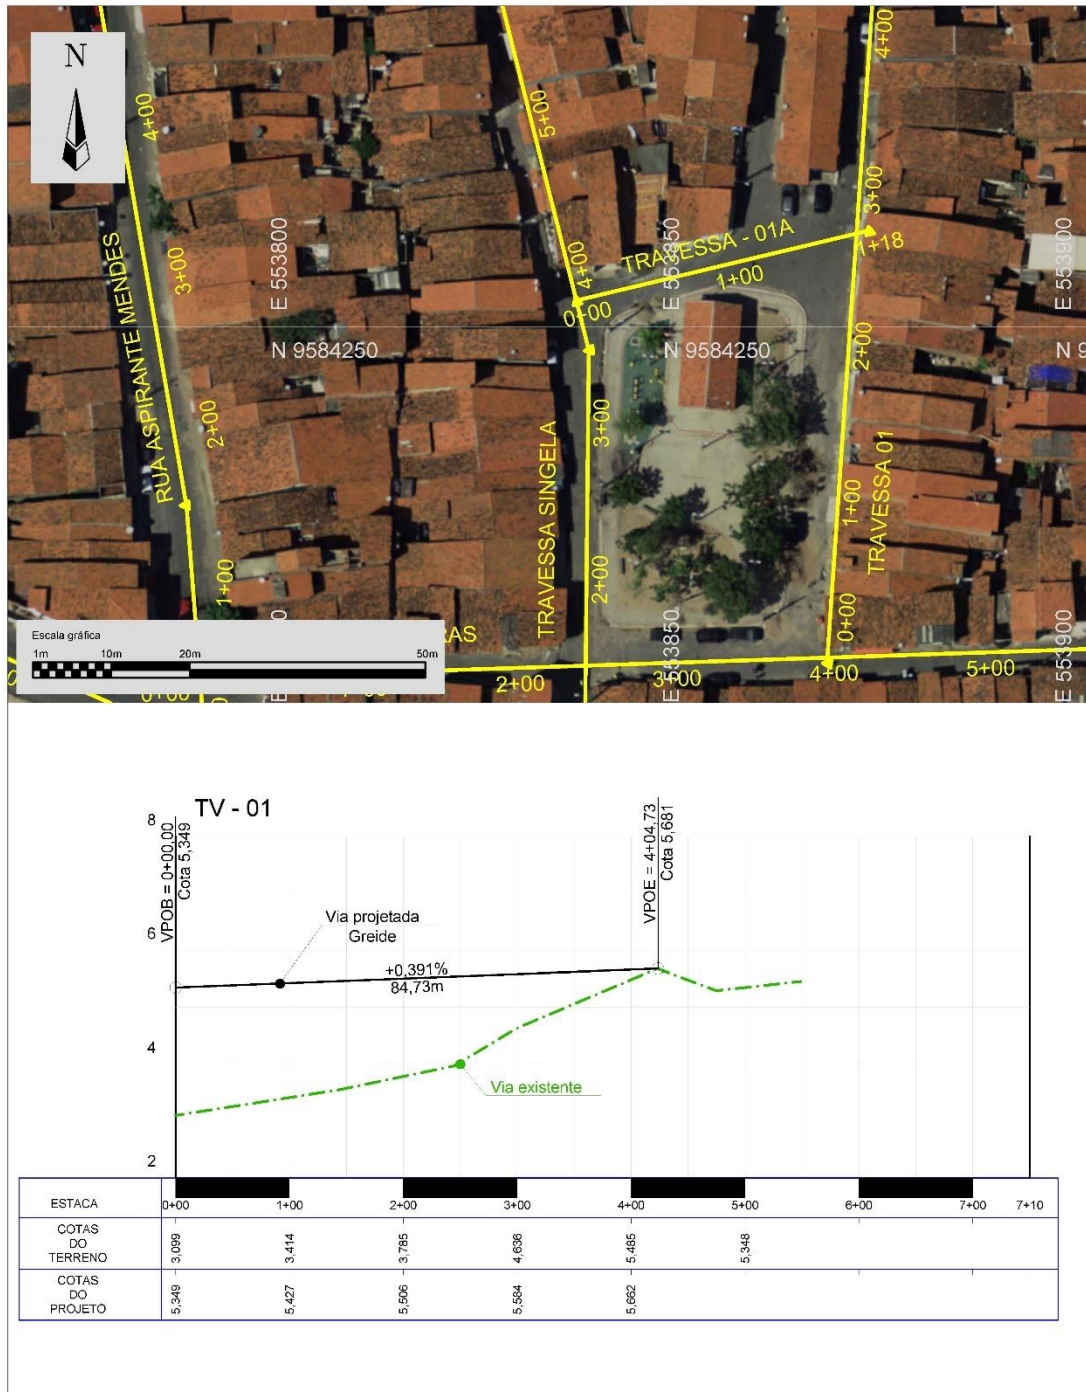 N
4+00
3+00
RUA ASPIRANTE MENDES
2+00
1+00
E 553800
N 9584250
5+00
4+00
0+00
TRAVESSA - 01A
1+00
1+18
E 553850
N 9584250
3+00
TRAVESSA SINGELA
2+00
4+00
3+00
2+00
1+00
TRAVESSA 01
0+00
E 553900
N 9
Escala gráfica
1m 10m 20m 50m
RAS
0+00
2+00
3+00
4+00
5+00
E 553850
E 553900
TV - 01
8
6
4
2
VPOB = 0+00.00
Cota 5,349
Via projetada
Greide
+0,391%
84,73m
VPOE = 4+04.73
Cota 5,681
Via existente
ESTACA 0+00 1+00 2+00 3+00 4+00 5+00 6+00 7+00 7+10
COTAS
DO
TERRENO
3,099 3,414 3,785 4,636 5,485 5,348
COTAS
DO
PROJETO
5,349 5,427 5,506 5,584 5,662